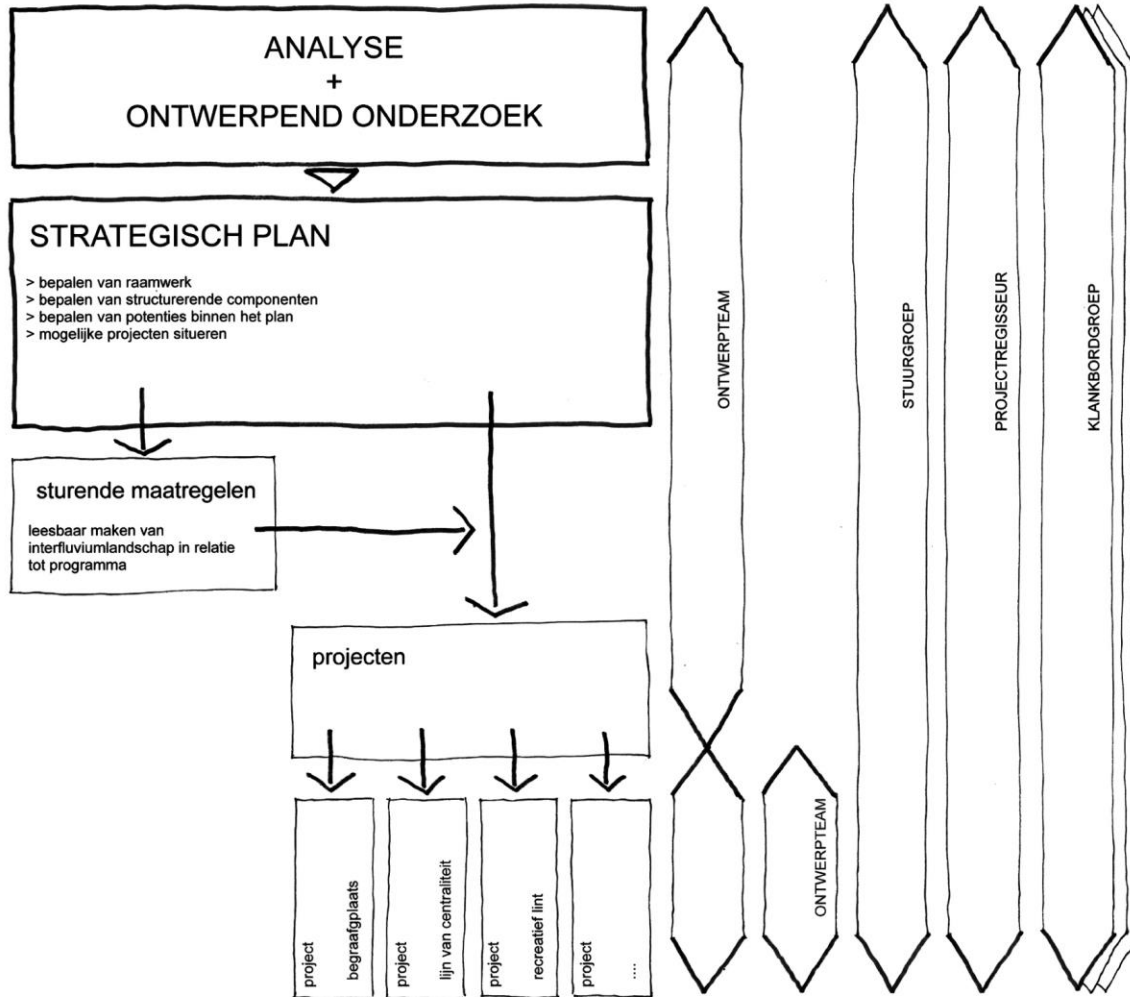 ANALYSE
+
ONTWERPEND ONDERZOEK
STRATEGISCH PLAN
> bepalen van raamwerk
> bepalen van structurerende componenten
> bepalen van potenties binnen het plan
> mogelijke projecten situeren
sturende maatregelen
leesbaar maken van
interfluviumlandschap in relatie
tot programma
projecten
project
begraafgplaats
project
lijn van centraliteit
project
recreatief lint
project
....
ONTWERPTEAM
ONTWERPTEAM
STUURGROEP
PROJECTREGISSEUR
KLANKBORDGROEP